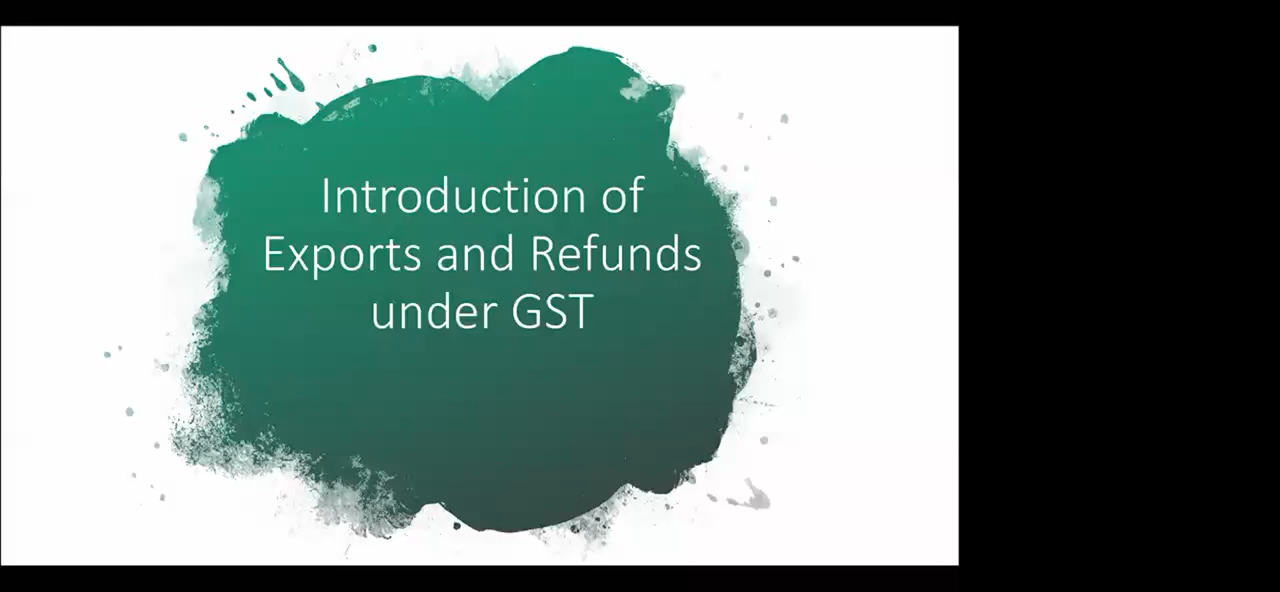 Introduction of
Exports and Refunds
under GST